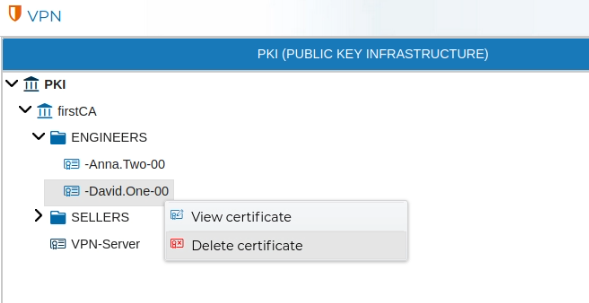 VPN
PKI (PUBLIC KEY INFRASTRUCTURE)
PKI
firstCA
ENGINEERS
-Anna.Two-00
-David.One-00
SELLERS
View certificate
VPN-Server
Delete certificate